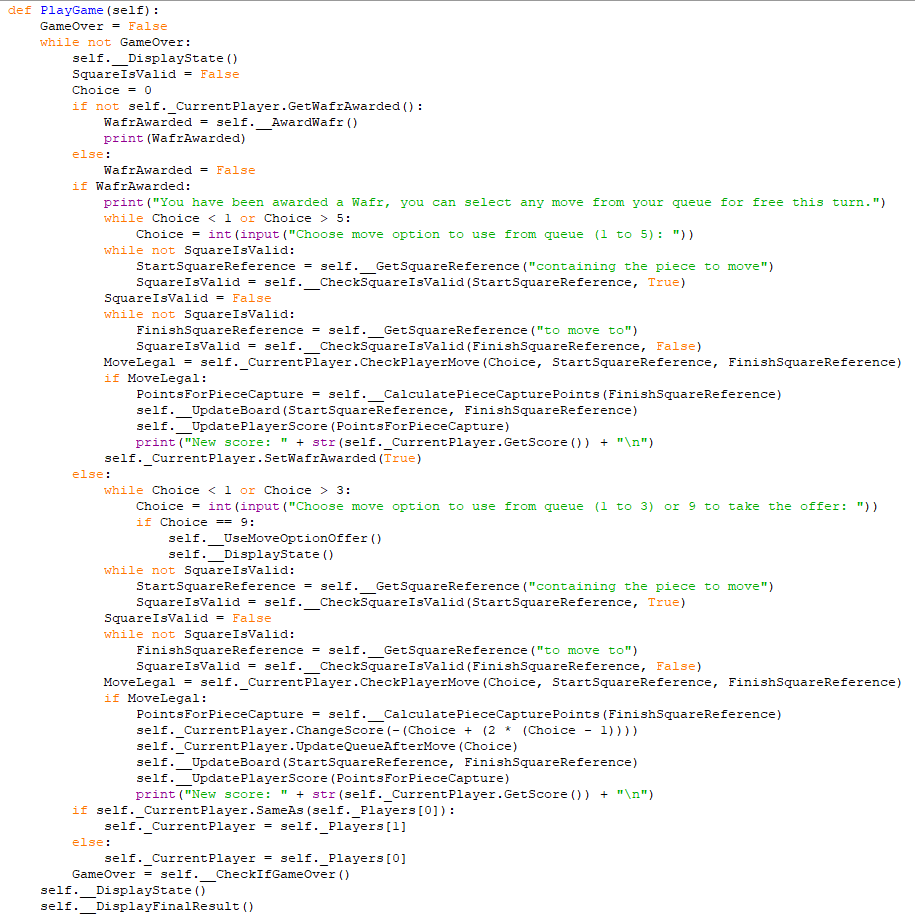 def PlayGame(self):
    GameOver = False
    while not GameOver:
        self.__DisplayState()
        SquareIsValid = False
        Choice = 0
        if not self._CurrentPlayer.GetWafrAwarded():
            WafrAwarded = self.__AwardWafr()
            print(WafrAwarded)
        else:
            WafrAwarded = False
        if WafrAwarded:
            print("You have been awarded a Wafr, you can select any move from your queue for free this turn.")
            while Choice < 1 or Choice > 5:
                Choice = int(input("Choose move option to use from queue (1 to 5): "))
            while not SquareIsValid:
                StartSquareReference = self.__GetSquareReference("containing the piece to move")
                SquareIsValid = self.__CheckSquareIsValid(StartSquareReference, True)
            SquareIsValid = False
            while not SquareIsValid:
                FinishSquareReference = self.__GetSquareReference("to move to")
                SquareIsValid = self.__CheckSquareIsValid(FinishSquareReference, False)
            MoveLegal = self._CurrentPlayer.CheckPlayerMove(Choice, StartSquareReference, FinishSquareReference)
            if MoveLegal:
                PointsForPieceCapture = self.__CalculatePieceCapturePoints(FinishSquareReference)
                self.__UpdateBoard(StartSquareReference, FinishSquareReference)
                self.__UpdatePlayerScore(PointsForPieceCapture)
                print("New score: " + str(self._CurrentPlayer.GetScore()) + "\n")
            self._CurrentPlayer.SetWafrAwarded(True)
        else:
            while Choice < 1 or Choice > 3:
                Choice = int(input("Choose move option to use from queue (1 to 3) or 9 to take the offer: "))
                if Choice == 9:
                    self.__UseMoveOptionOffer()
                    self.__DisplayState()
            while not SquareIsValid:
                StartSquareReference = self.__GetSquareReference("containing the piece to move")
                SquareIsValid = self.__CheckSquareIsValid(StartSquareReference, True)
            SquareIsValid = False
            while not SquareIsValid:
                FinishSquareReference = self.__GetSquareReference("to move to")
                SquareIsValid = self.__CheckSquareIsValid(FinishSquareReference, False)
            MoveLegal = self._CurrentPlayer.CheckPlayerMove(Choice, StartSquareReference, FinishSquareReference)
            if MoveLegal:
                PointsForPieceCapture = self.__CalculatePieceCapturePoints(FinishSquareReference)
                self._CurrentPlayer.ChangeScore(-(Choice + (2 * (Choice - 1))))
                self._CurrentPlayer.UpdateQueueAfterMove(Choice)
                self.__UpdateBoard(StartSquareReference, FinishSquareReference)
                self.__UpdatePlayerScore(PointsForPieceCapture)
                print("New score: " + str(self._CurrentPlayer.GetScore()) + "\n")
        if self._CurrentPlayer.SameAs(self._Players[0]):
            self._CurrentPlayer = self._Players[1]
        else:
            self._CurrentPlayer = self._Players[0]
        GameOver = self.__CheckIfGameOver()
    self.__DisplayState()
    self.__DisplayFinalResult()